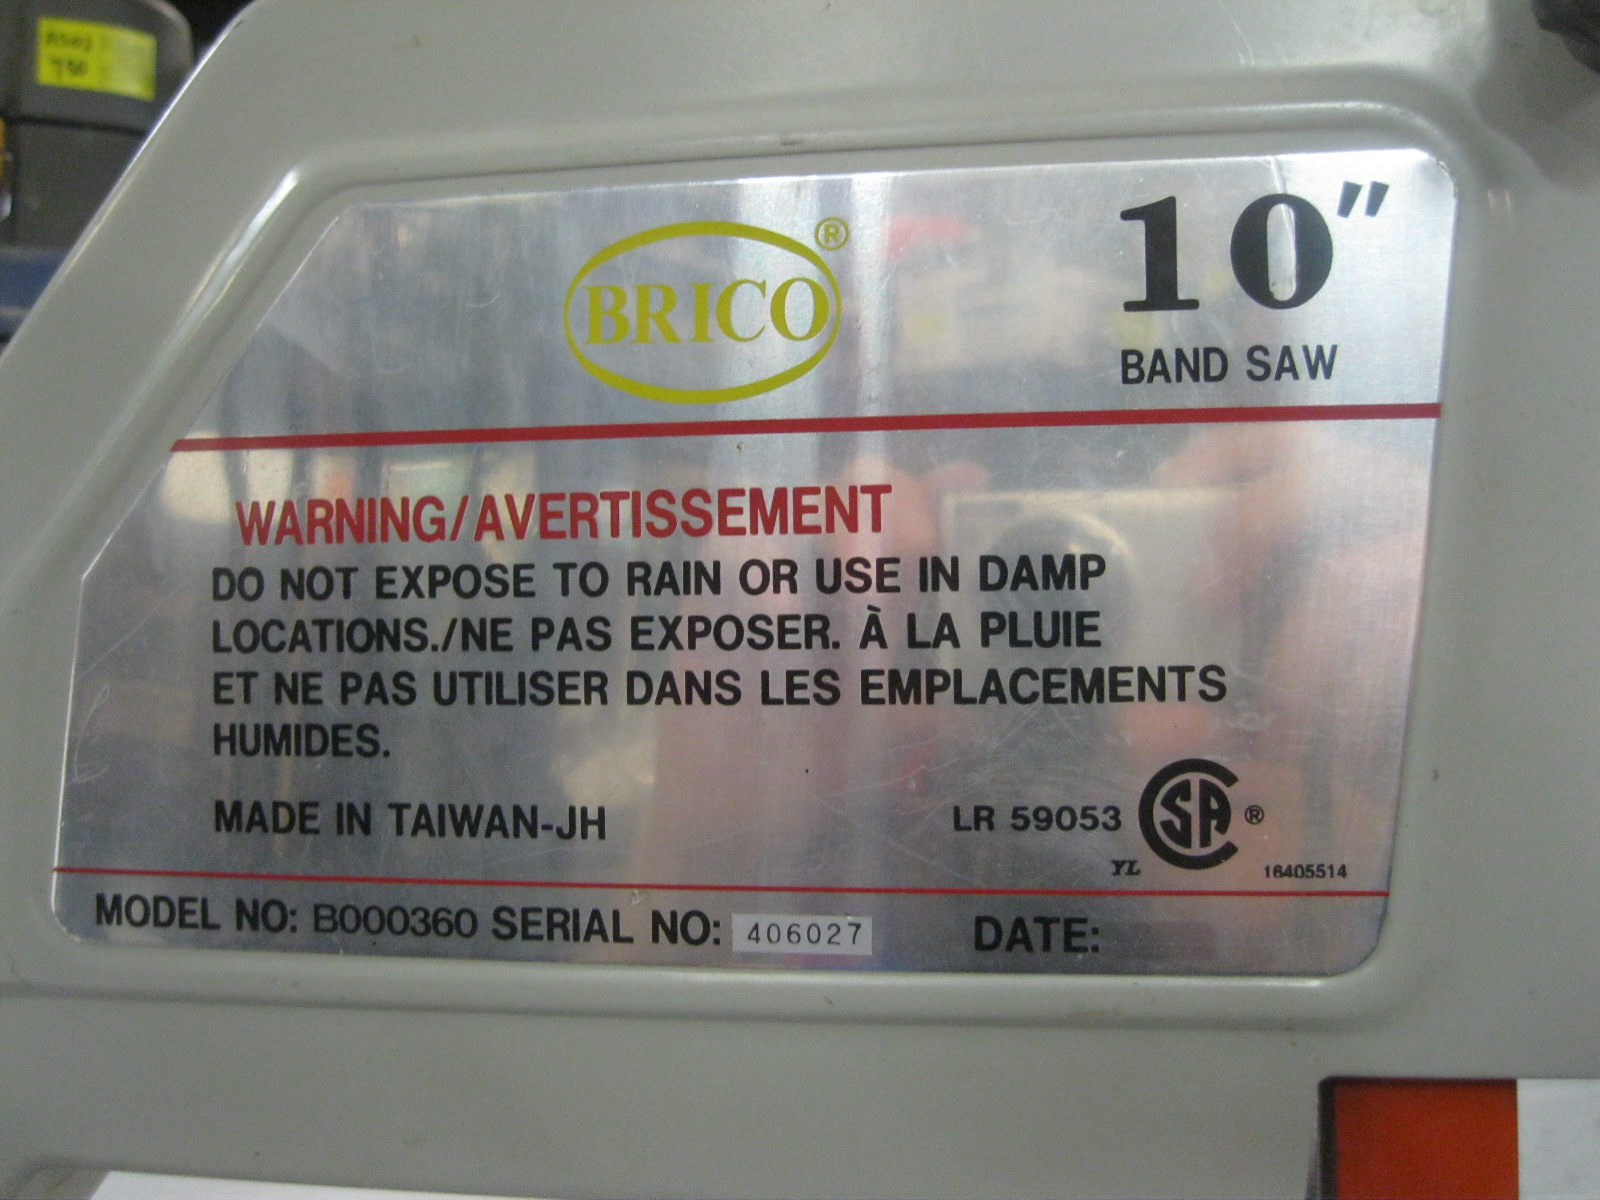 BRICO®
10"
BAND SAW
WARNING/AVERTISSEMENT
DO NOT EXPOSE TO RAIN OR USE IN DAMP
LOCATIONS./NE PAS EXPOSER. À LA PLUIE
ET NE PAS UTILISER DANS LES EMPLACEMENTS
HUMIDES.
MADE IN TAIWAN-JH
LR 59053 CSA ®
YL 16405514
MODEL NO: B000360 SERIAL NO: 406027 DATE: